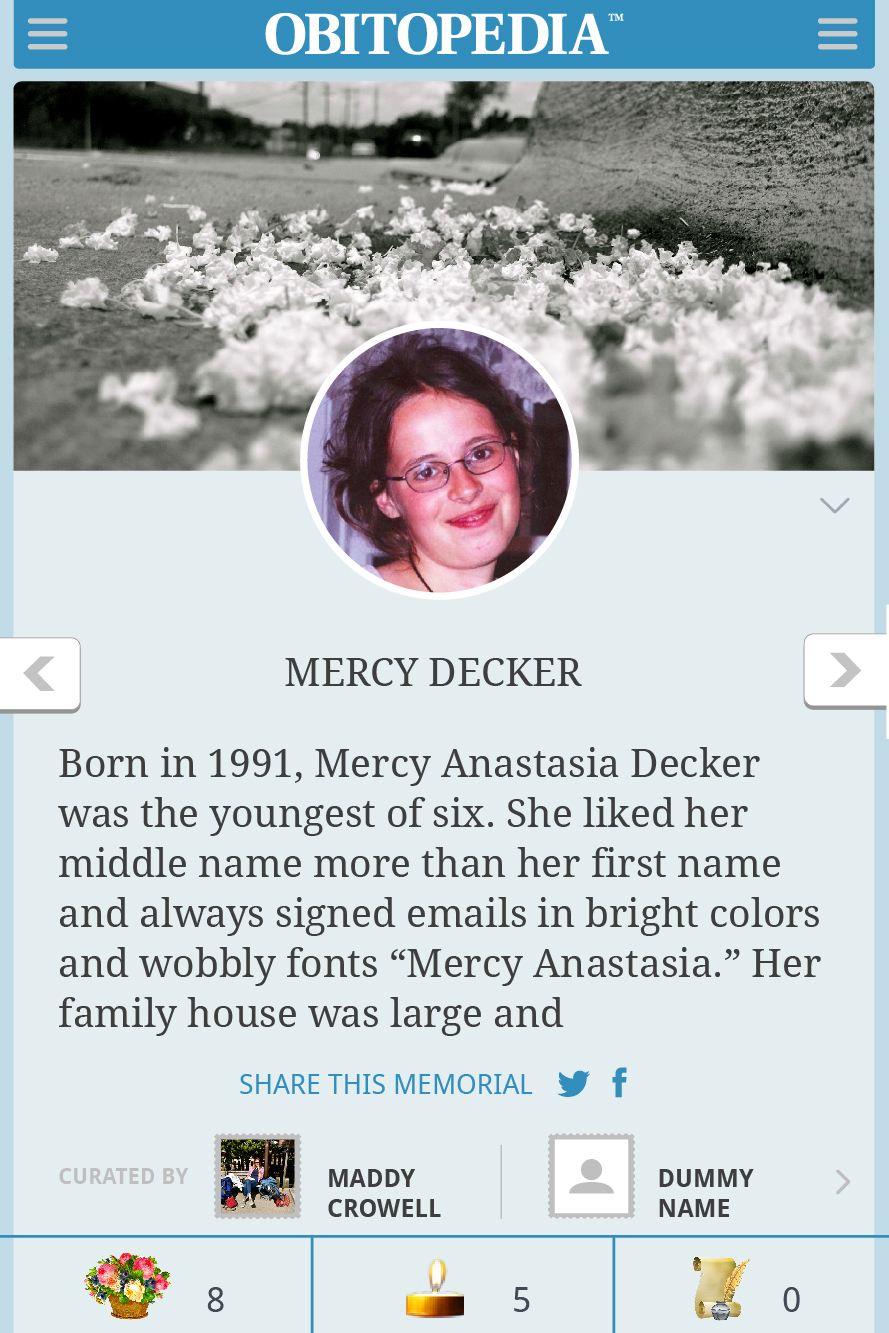 OBITOPEDIA™
MERCY DECKER
Born in 1991, Mercy Anastasia Decker
was the youngest of six. She liked her
middle name more than her first name
and always signed emails in bright colors
and wobbly fonts “Mercy Anastasia.” Her
family house was large and
SHARE THIS MEMORIAL
CURATED BY
MADDY
CROWELL
DUMMY
NAME
8
5
0